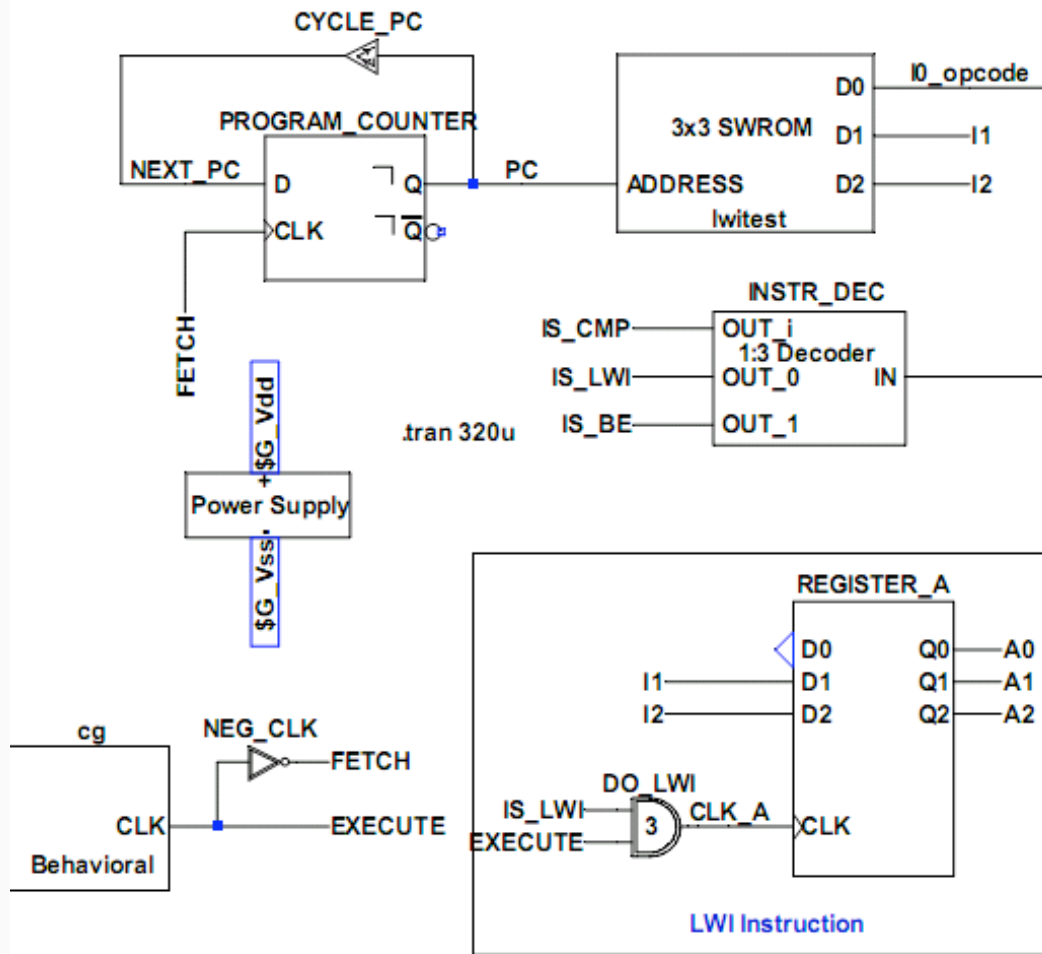 CYCLE_PC
PROGRAM_COUNTER
NEXT_PC
D
Q
CLK
Q
PC
FETCH
3x3 SWROM
ADDRESS
D0
D1
D2
lwitest
I0_opcode
I1
I2
INSTR_DEC
IS_CMP
IS_LWI
IS_BE
OUT_i
1:3 Decoder
OUT_0
IN
OUT_1
.tran 320u
+$G_Vdd
Power Supply
$G_Vss-
cg
CLK
Behavioral
NEG_CLK
FETCH
EXECUTE
REGISTER_A
D0
Q0
A0
I1
D1
Q1
A1
I2
D2
Q2
A2
DO_LWI
IS_LWI
EXECUTE
3
CLK_A
CLK
LWI Instruction